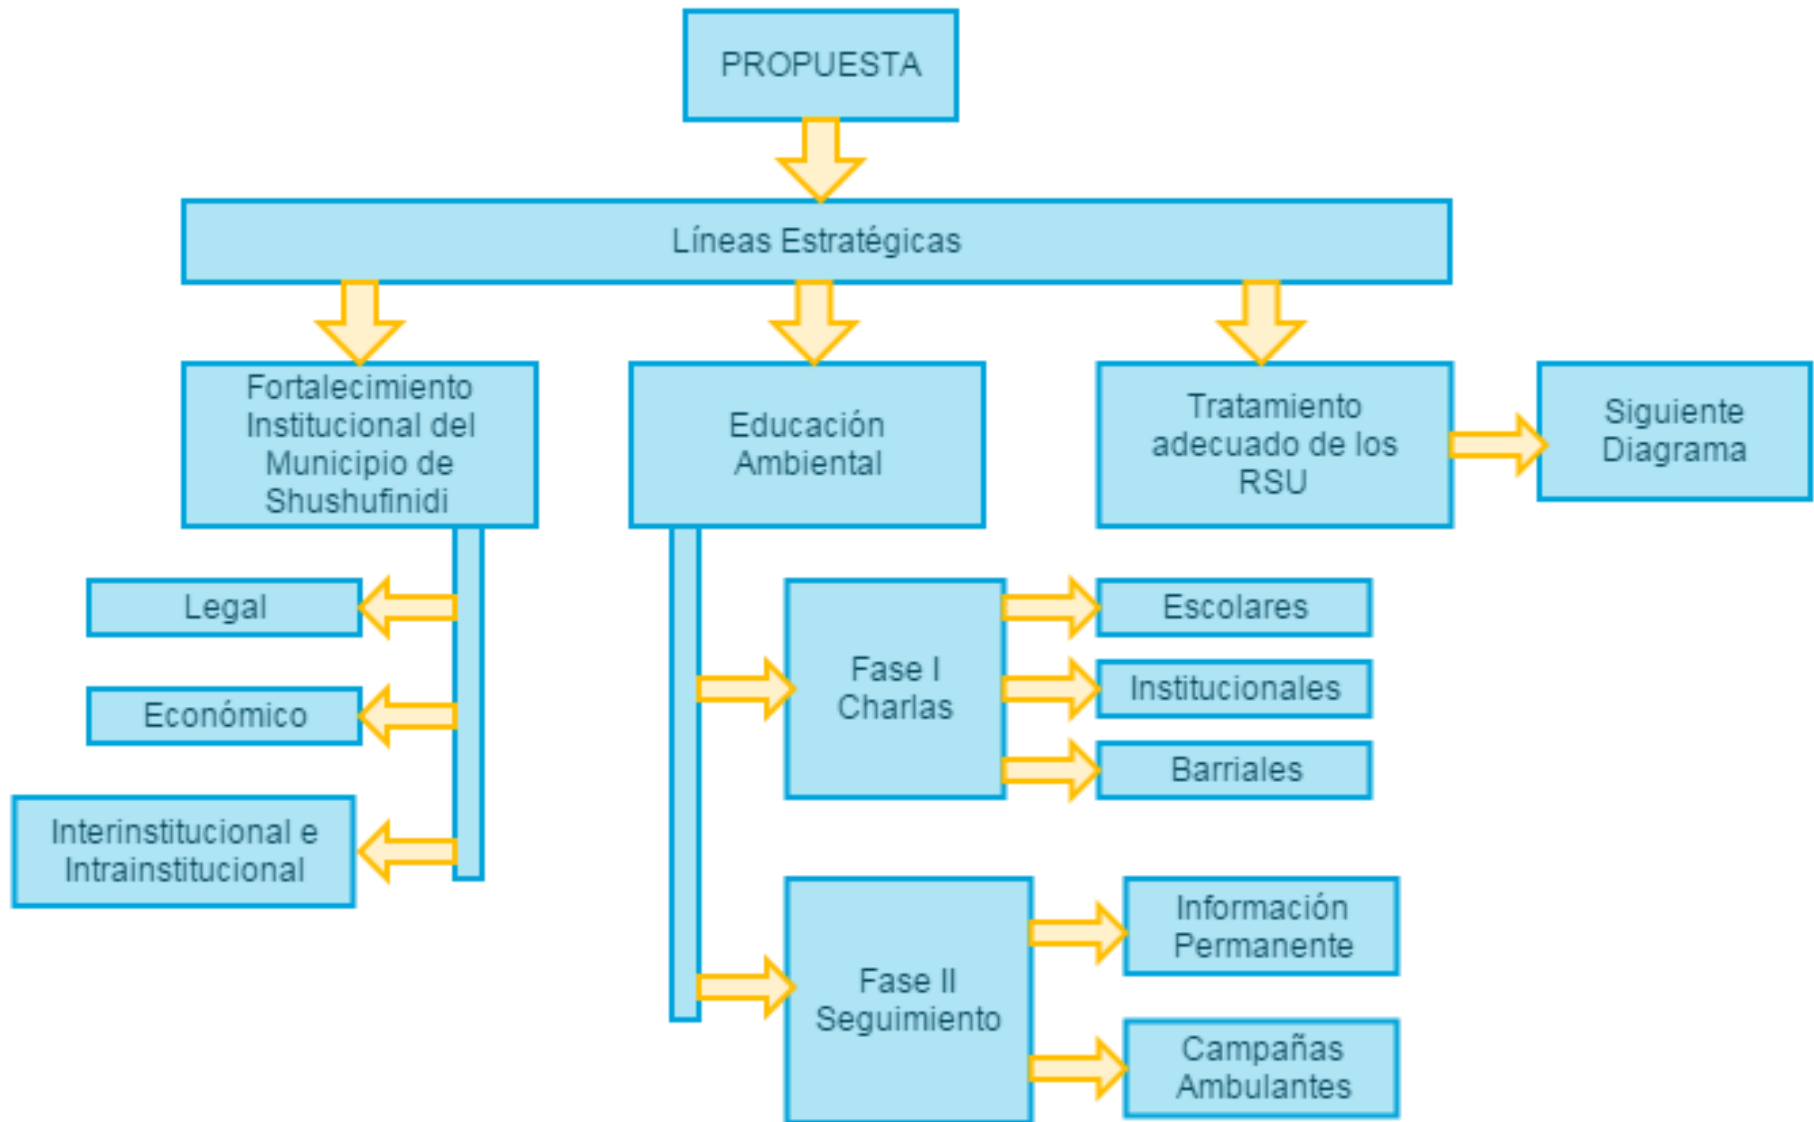 PROPUESTA
Líneas Estratégicas
Fortalecimiento
Institucional del
Municipio de
Shushufinidi
Educación
Ambiental
Tratamiento
adecuado de los
RSU
Siguiente
Diagrama
Legal
Económico
Interinstitucional e
Intrainstitucional
Fase I
Charlas
Escolares
Institucionales
Barriales
Fase II
Seguimiento
Información
Permanente
Campañas
Ambulantes